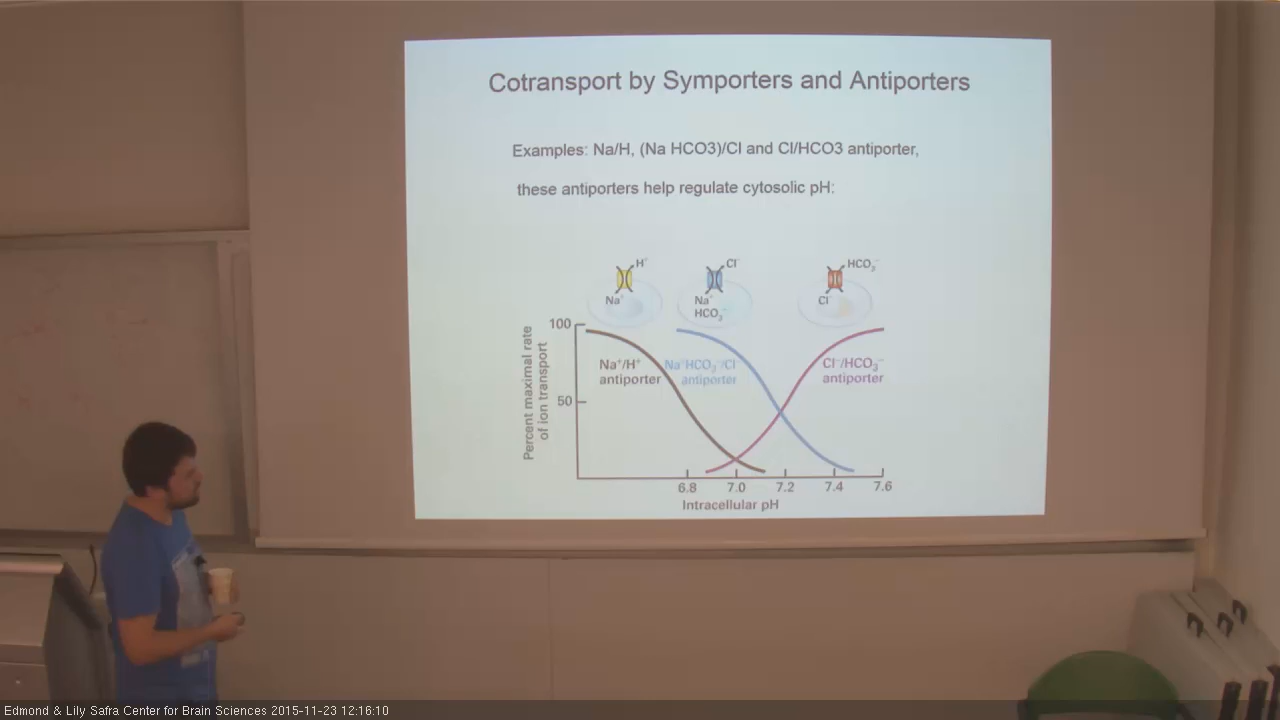 Cotransport by Symporters and Antiporters
Examples: Na/H, (Na HCO3)/Cl and Cl/HCO3 antiporter,
these antiporters help regulate cytosolic pH:
H⁺
Na⁺
Cl⁻
Na⁺
HCO₃⁻
HCO₃⁻
Cl⁻
Percent maximal rate
of ion transport
100
50
Na⁺/H⁺
antiporter
Na⁺HCO₃⁻/Cl⁻
antiporter
Cl⁻/HCO₃⁻
antiporter
6.8 7.0 7.2 7.4 7.6
Intracellular pH
Edmond & Lily Safra Center for Brain Sciences 2015-11-23 12:16:10